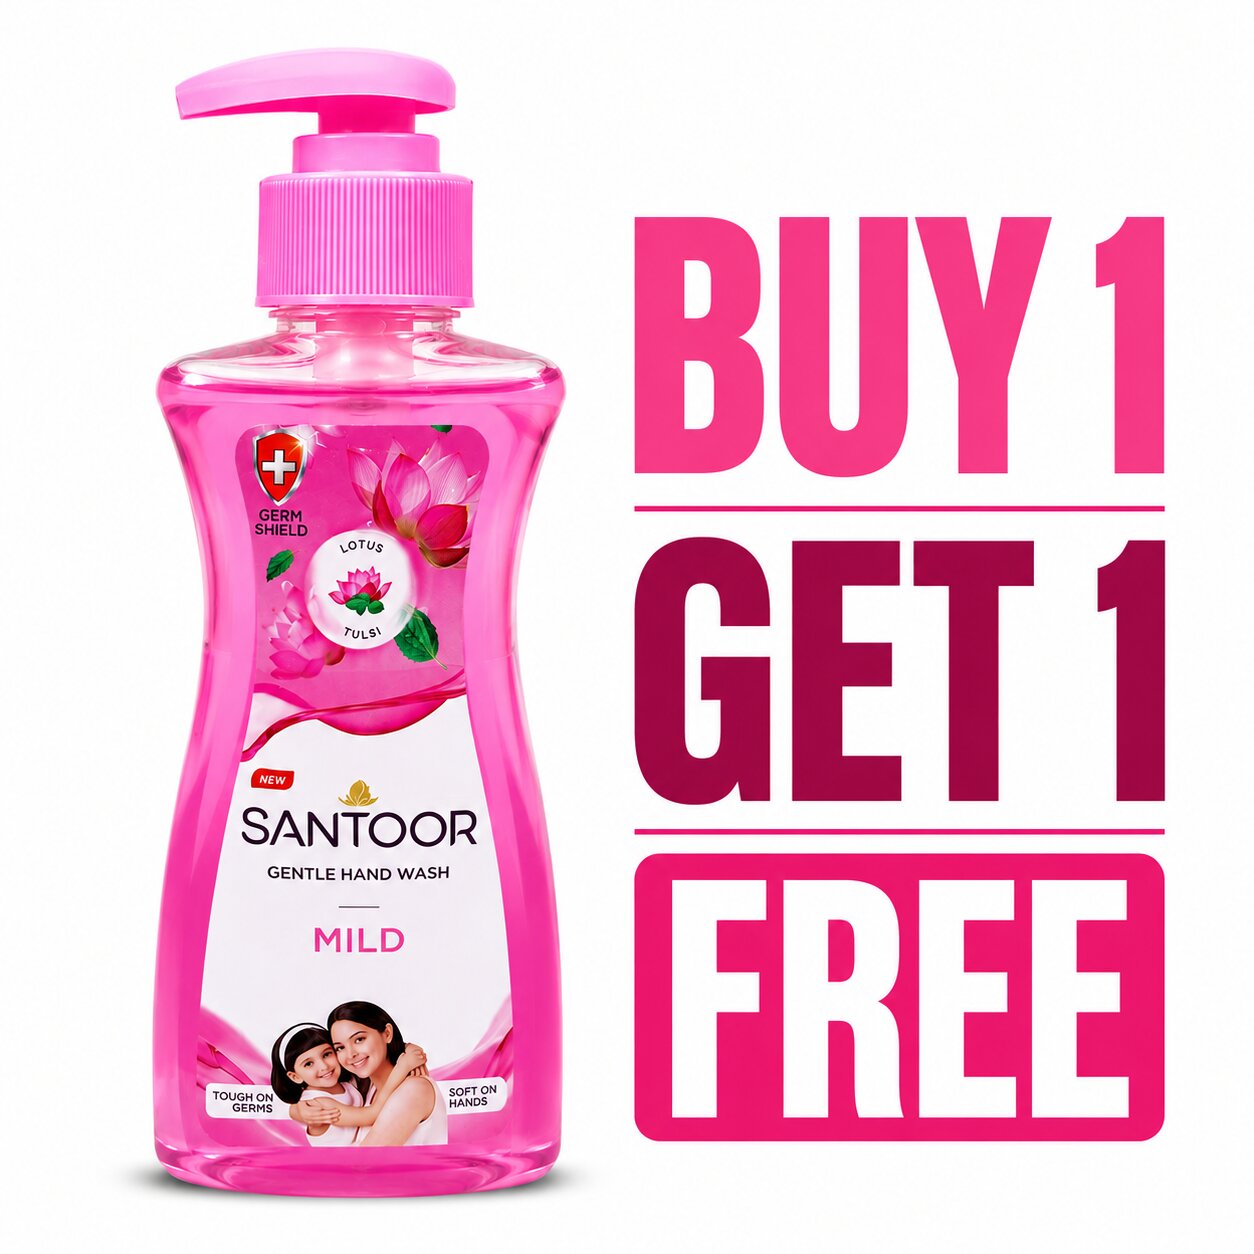 GERM
SHIELD
LOTUS
TULSI
NEW
SANTOOR
GENTLE HAND WASH
MILD
TOUGH ON
GERMS
SOFT ON
HANDS
BUY 1
GET 1
FREE